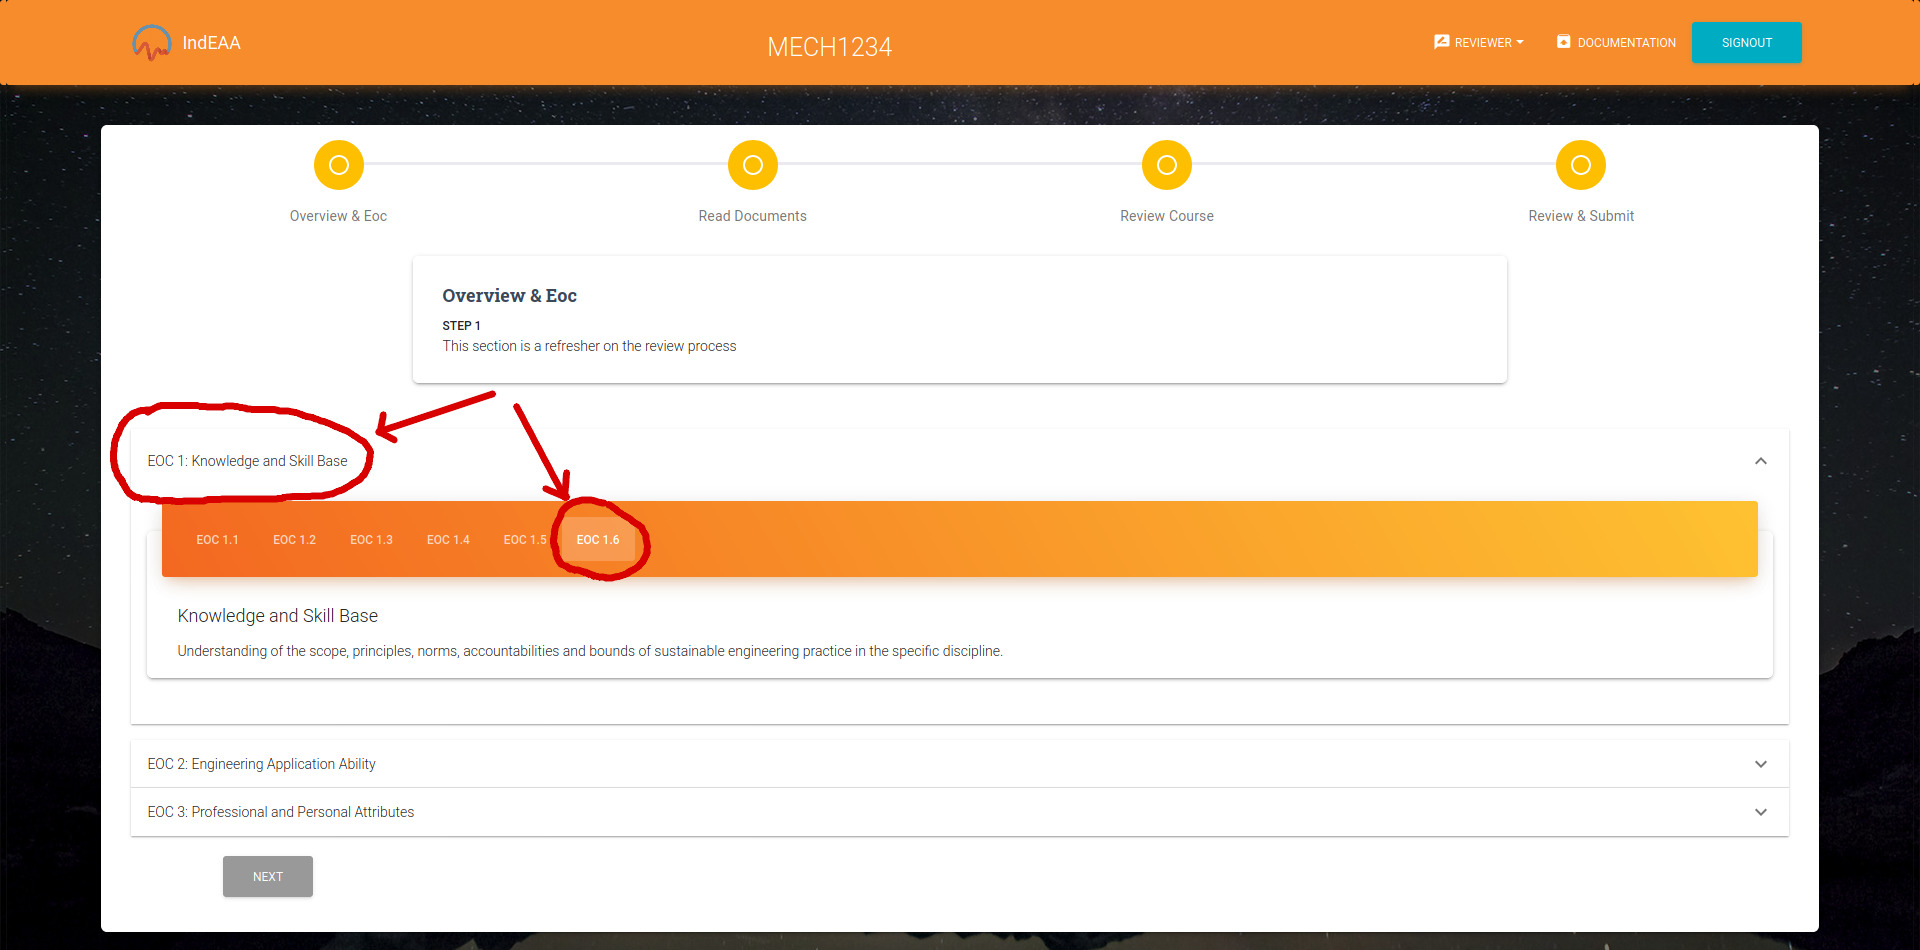 IndEAA
MECH1234
REVIEWER
DOCUMENTATION
SIGNOUT
Overview & Eoc
Read Documents
Review Course
Review & Submit
Overview & Eoc
STEP 1
This section is a refresher on the review process
EOC 1: Knowledge and Skill Base
EOC 1.1 EOC 1.2 EOC 1.3 EOC 1.4 EOC 1.5 EOC 1.6
Knowledge and Skill Base
Understanding of the scope, principles, norms, accountabilities and bounds of sustainable engineering practice in the specific discipline.
EOC 2: Engineering Application Ability
EOC 3: Professional and Personal Attributes
NEXT